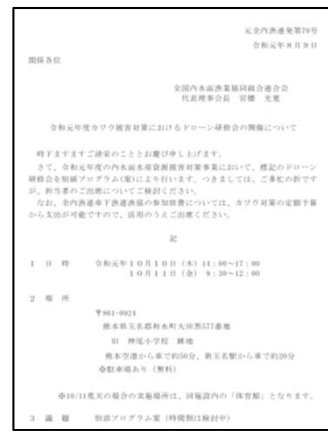 元全内漁連発第70号
令和元年8月9日
関係各位
全国内水面漁業協同組合連合会
代表理事会長
令和元年度カワウ被害対策におけるドローン研修会の開催について
時下ますますご清栄のこととお慶び申し上げます。
さて、令和元年度の内水面水産資源被害対策事業において、標記のドローン
研修会を別紙プログラム(案)により行います。つきましては、ご多忙の折です
が、担当者のご出席についてご検討ください。
なお、全内漁連傘下漁連漁協の参加旅費については、カワウ対策の定額予算
から支出が可能ですので、活用のうえご出席ください。
記
1 日 時 令和元年10月10日(木)14:00~17:00
10月11日(金) 9:30~12:00
2 場 所
〒861-0924
熊本県玉名郡和水町大田黒577番地
旧 神尾小学校 跡地
熊本空港から車で約50分、新玉名駅から車で約20分
◎駐車場あり(無料)
※10/11荒天の場合の実施場所は、同施設内の「体育館」となります。
3 議 題 別添プログラム案(時間割は検討中)